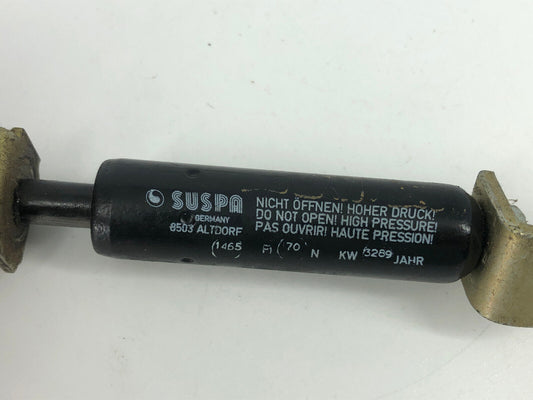 SUSPA
GERMANY
8503 ALTDORF
NICHT ÖFFNEN! HOHER DRUCK!
DO NOT OPEN! HIGH PRESSURE!
PAS OUVRIR! HAUTE PRESSION!
1465 F1 70 N KW 3289 JAHR